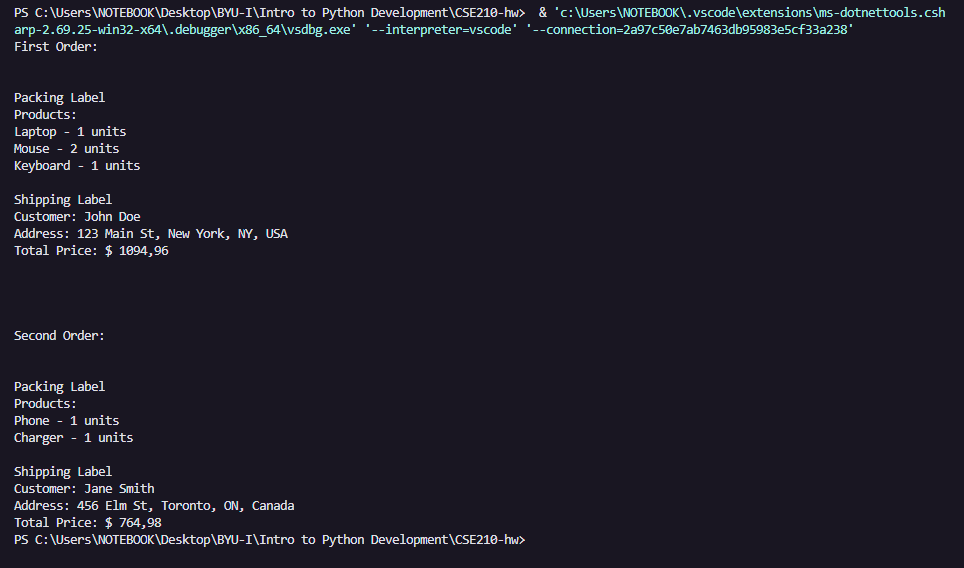 PS C:\Users\NOTEBOOK\Desktop\BYU-I\Intro to Python Development\CSE210-hw>  & 'c:\Users\NOTEBOOK\.vscode\extensions\ms-dotnettools.csh
arp-2.69.25-win32-x64\.debugger\x86_64\vsdbg.exe' '--interpreter=vscode' '--connection=2a97c50e7ab7463db95983e5cf33a238'
First Order:
Packing Label
Products:
Laptop - 1 units
Mouse - 2 units
Keyboard - 1 units
Shipping Label
Customer: John Doe
Address: 123 Main St, New York, NY, USA
Total Price: $ 1094,96
Second Order:
Packing Label
Products:
Phone - 1 units
Charger - 1 units
Shipping Label
Customer: Jane Smith
Address: 456 Elm St, Toronto, ON, Canada
Total Price: $ 764,98
PS C:\Users\NOTEBOOK\Desktop\BYU-I\Intro to Python Development\CSE210-hw>